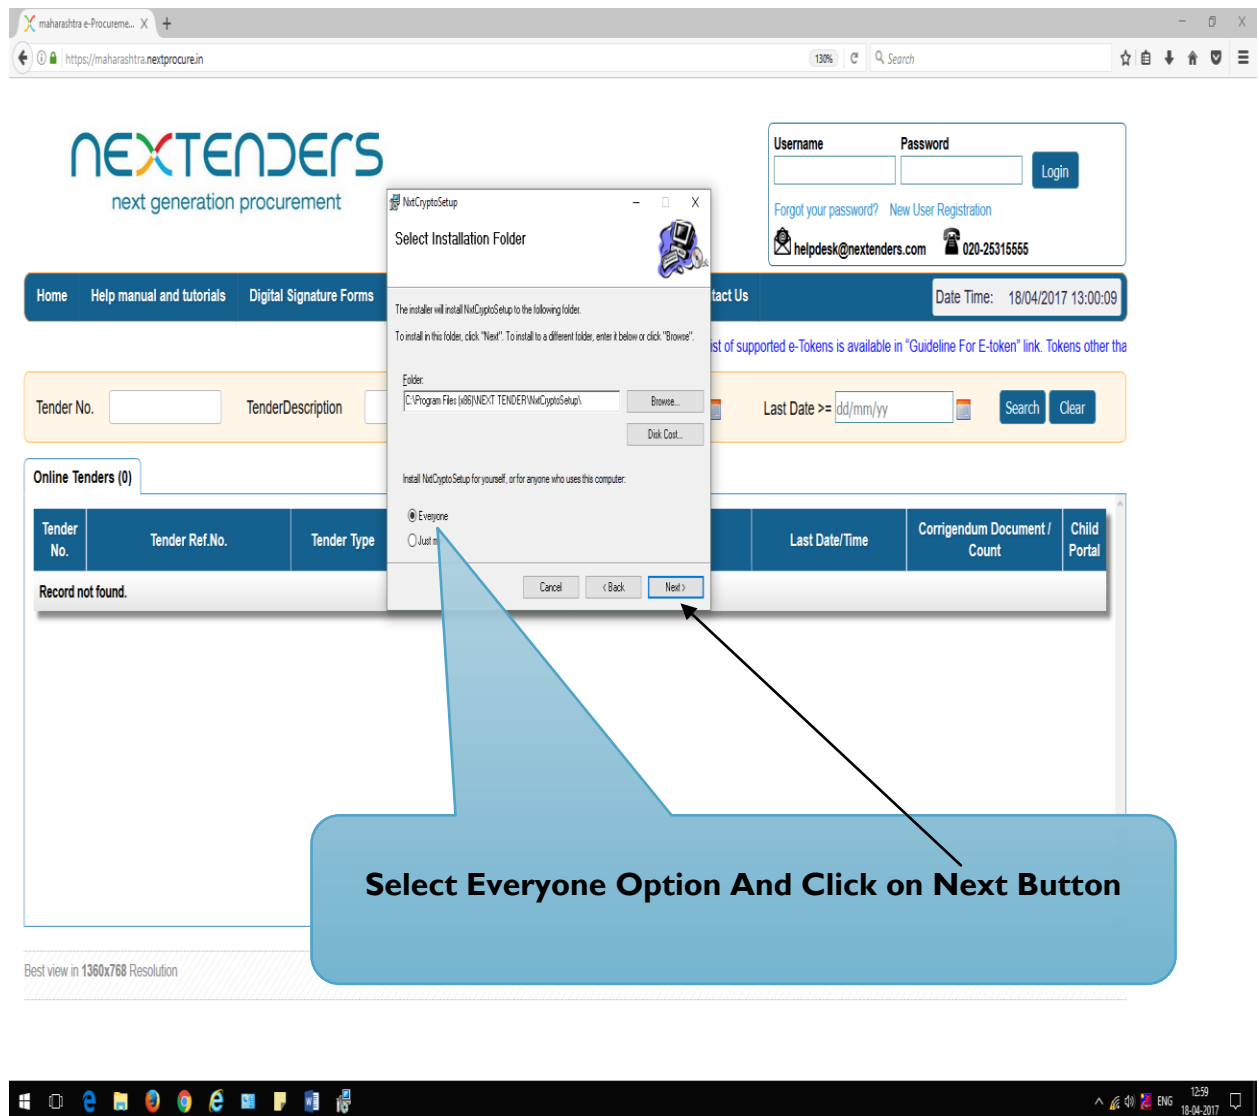 maharashtra e-Procureme... X +
https://maharashtra.nextprocure.in
130%
Search
NEXTENDERS
next generation procurement
Username Password
Login
Forgot your password? New User Registration
helpdesk@nextenders.com 020-25315555
Home Help manual and tutorials Digital Signature Forms
tact Us
Date Time: 18/04/2017 13:00:09
ist of supported e-Tokens is available in "Guideline For E-token" link. Tokens other tha
Tender No. TenderDescription
Last Date >= dd/mm/yy
Search Clear
Online Tenders (0)
Tender No. Tender Ref.No. Tender Type
Last Date/Time Corrigendum Document / Count Child Portal
Record not found.
NxtCryptoSetup
Select Installation Folder
The installer will install NxtCryptoSetup to the following folder.
To install in this folder, click "Next". To install to a different folder, enter it below or click "Browse".
Folder:
C:\Program Files (x86)\NEXT TENDER\NxtCryptoSetup\
Browse...
Disk Cost...
Install NxtCryptoSetup for yourself, or for anyone who uses this computer:
Everyone
Just
Cancel < Back Next >
Select Everyone Option And Click on Next Button
Best view in 1360x768 Resolution
ENG
12:59
18-04-2017